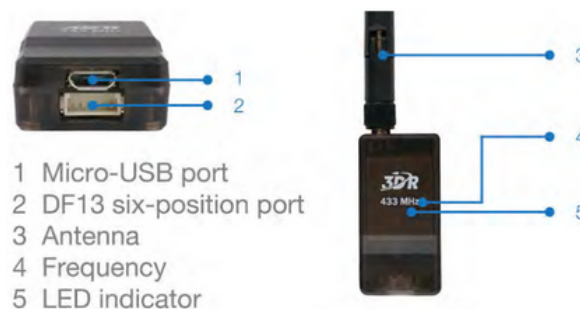 3DR
1
2
1 Micro-USB port
2 DF13 six-position port
3 Antenna
4 Frequency
5 LED indicator
3
4
3DR
433 MHz
5